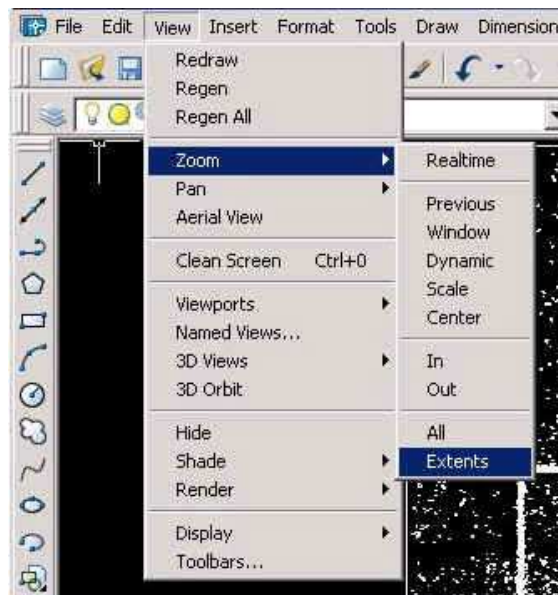 File Edit View Insert Format Tools Draw Dimension
Redraw
Regen
Regen All
Zoom
Pan
Aerial View
Clean Screen Ctrl+0
Viewports
Named Views...
3D Views
3D Orbit
Hide
Shade
Render
Display
Toolbars...
Realtime
Previous
Window
Dynamic
Scale
Center
In
Out
All
Extents